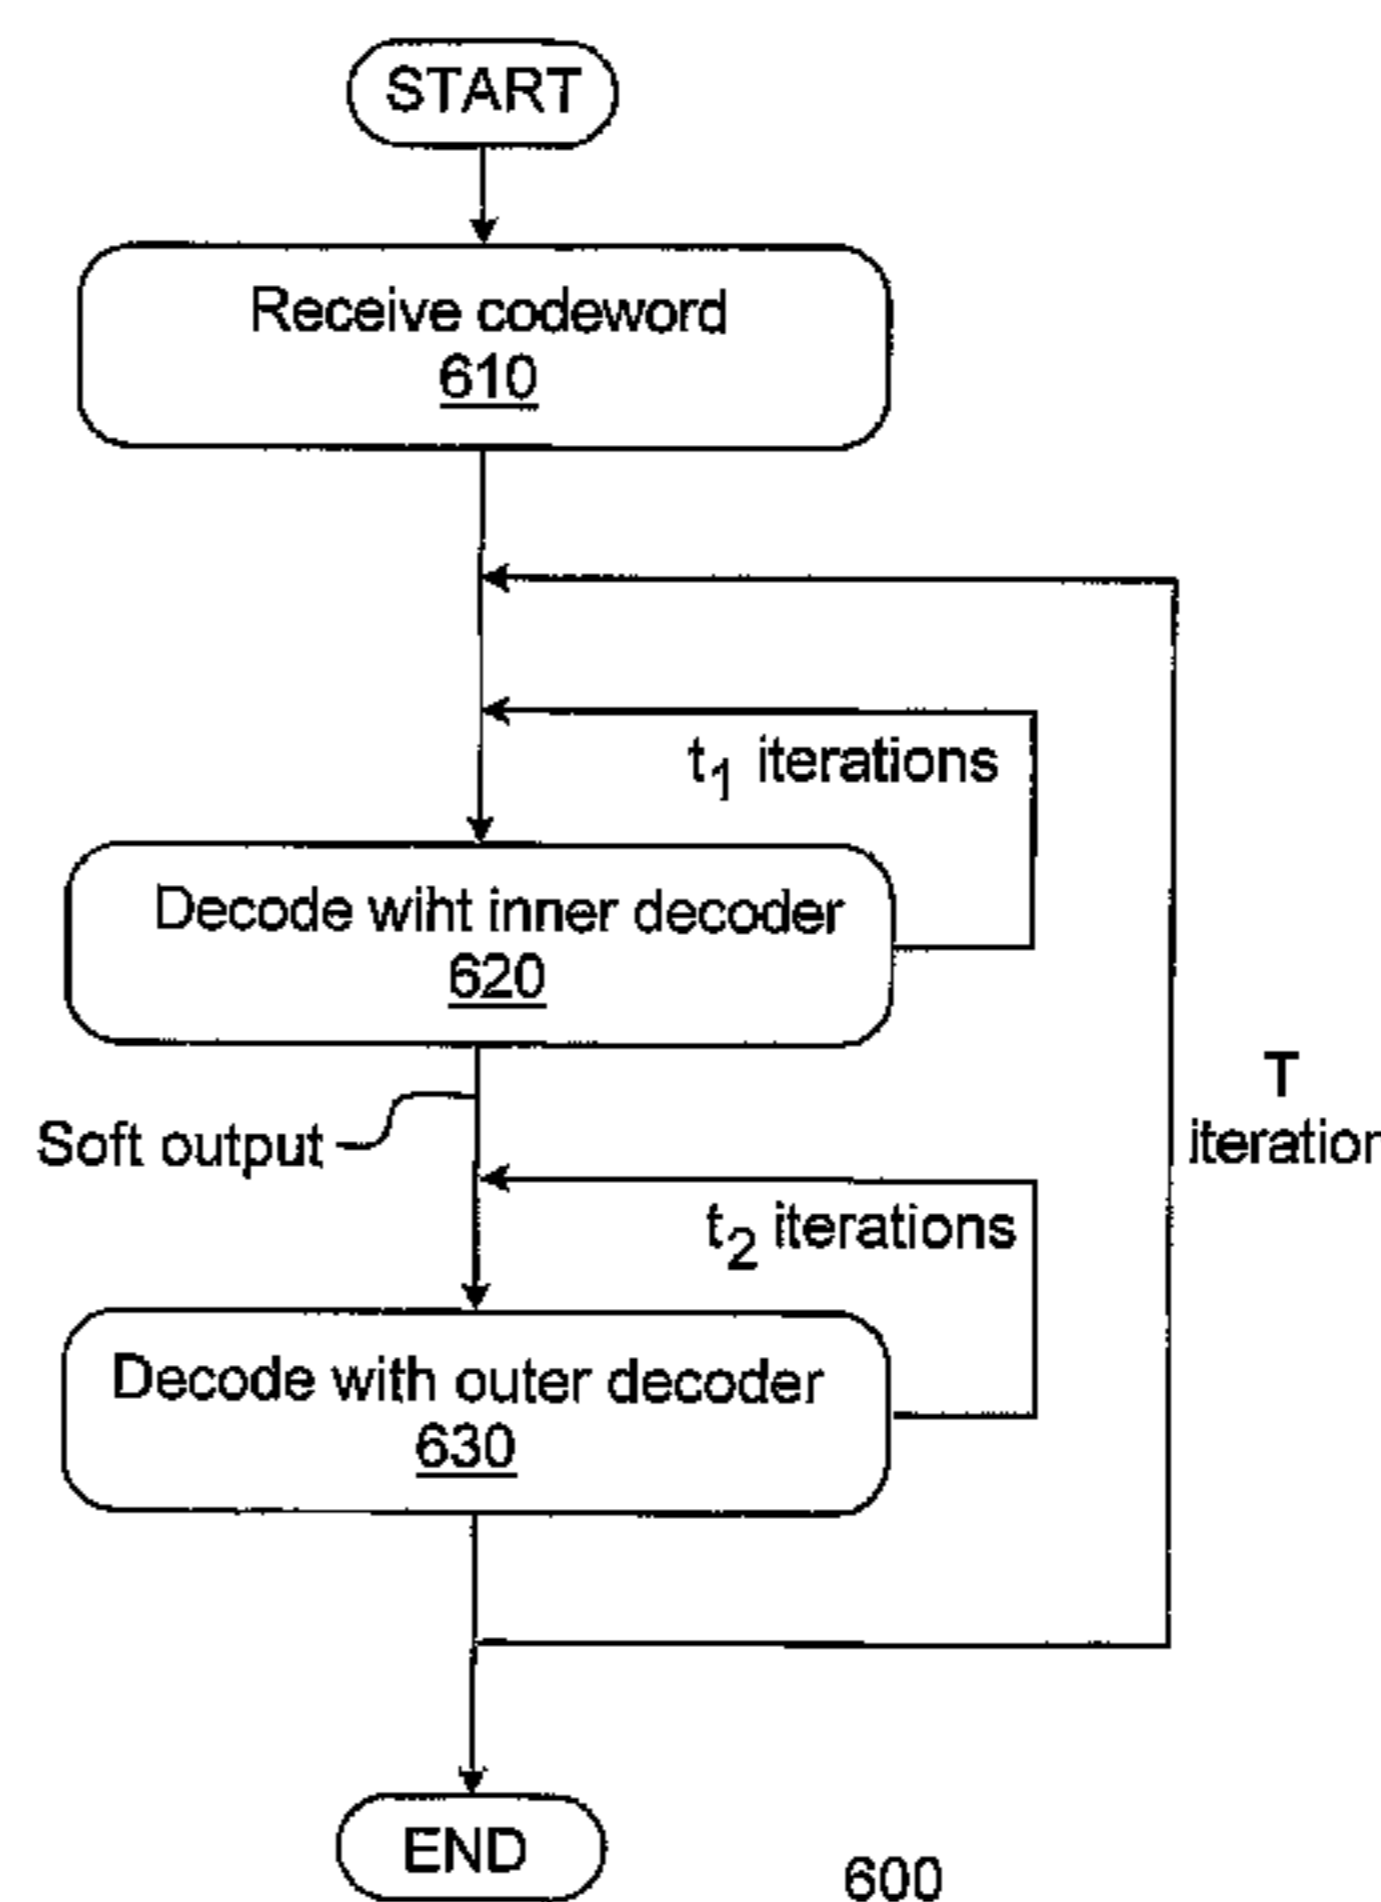 START
Receive codeword
610
t1 iterations
Decode wiht inner decoder
620
T
iteration
Soft output
t2 iterations
Decode with outer decoder
630
END
600